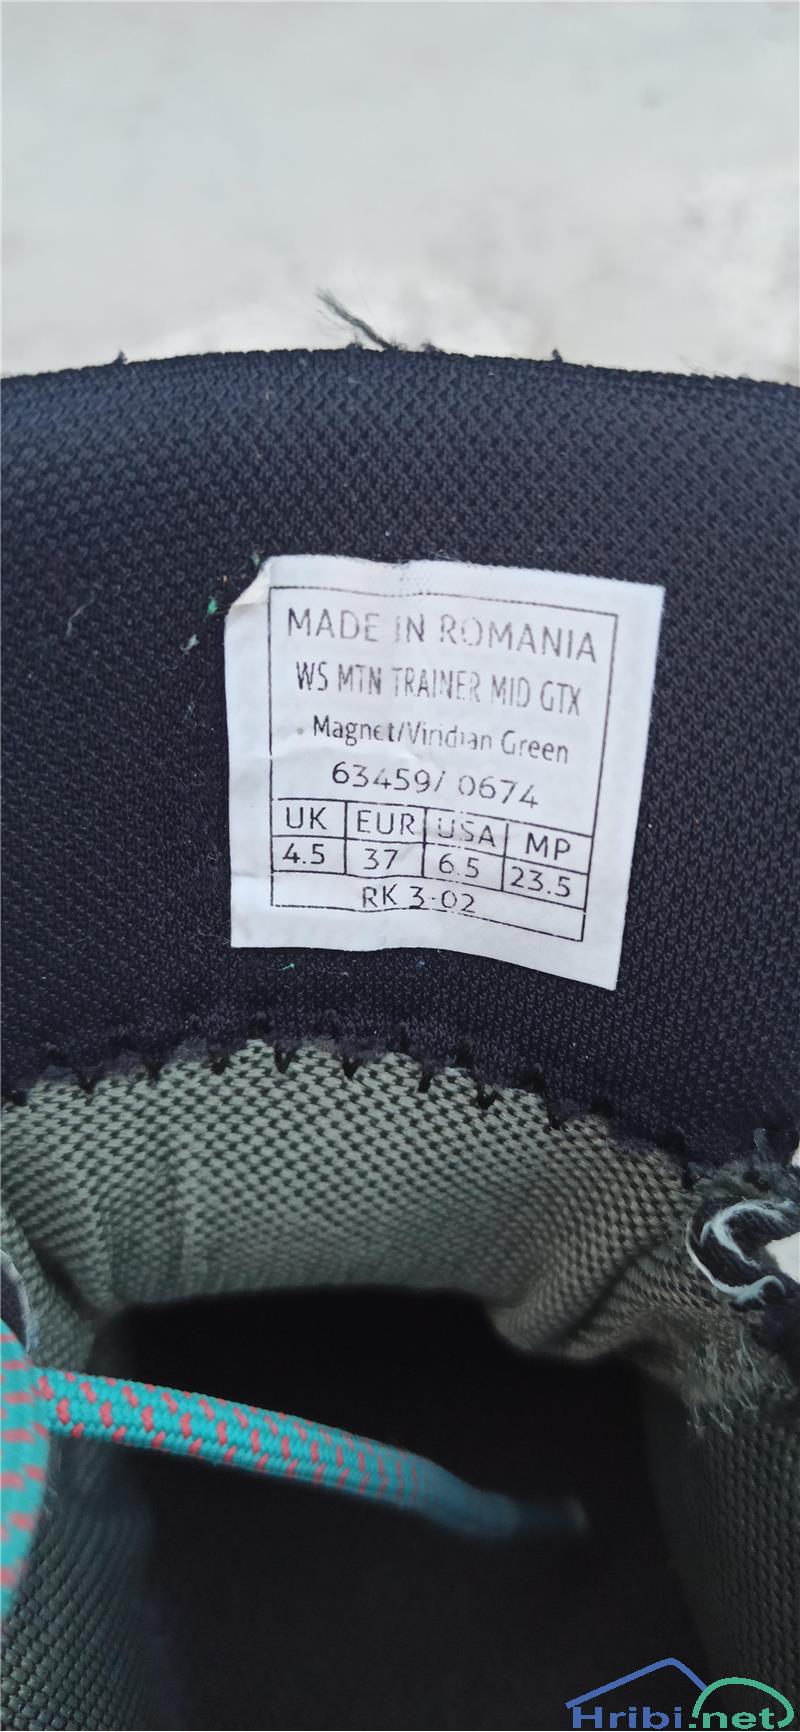 MADE IN ROMANIA
WS MTN TRAINER MID GTX
Magnet/Viridian Green
63459/ 0674
UK EUR USA MP
4.5 37 6.5 23.5
RK 3-02
Hribi.net